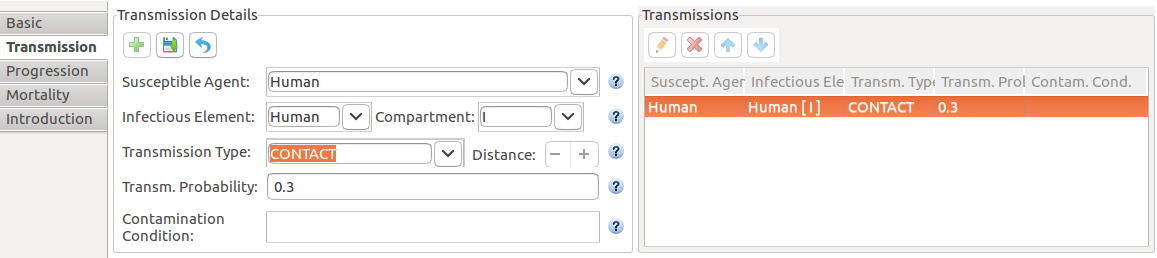 Basic
Transmission
Progression
Mortality
Introduction
Transmission Details
Susceptible Agent: Human
Infectious Element: Human Compartment: I
Transmission Type: CONTACT Distance: − +
Transm. Probability: 0.3
Contamination
Condition:
Transmissions
Suscept. Ager Infectious Ele Transm. Type Transm. Prol Contam. Cond.
Human Human [ I ] CONTACT 0.3